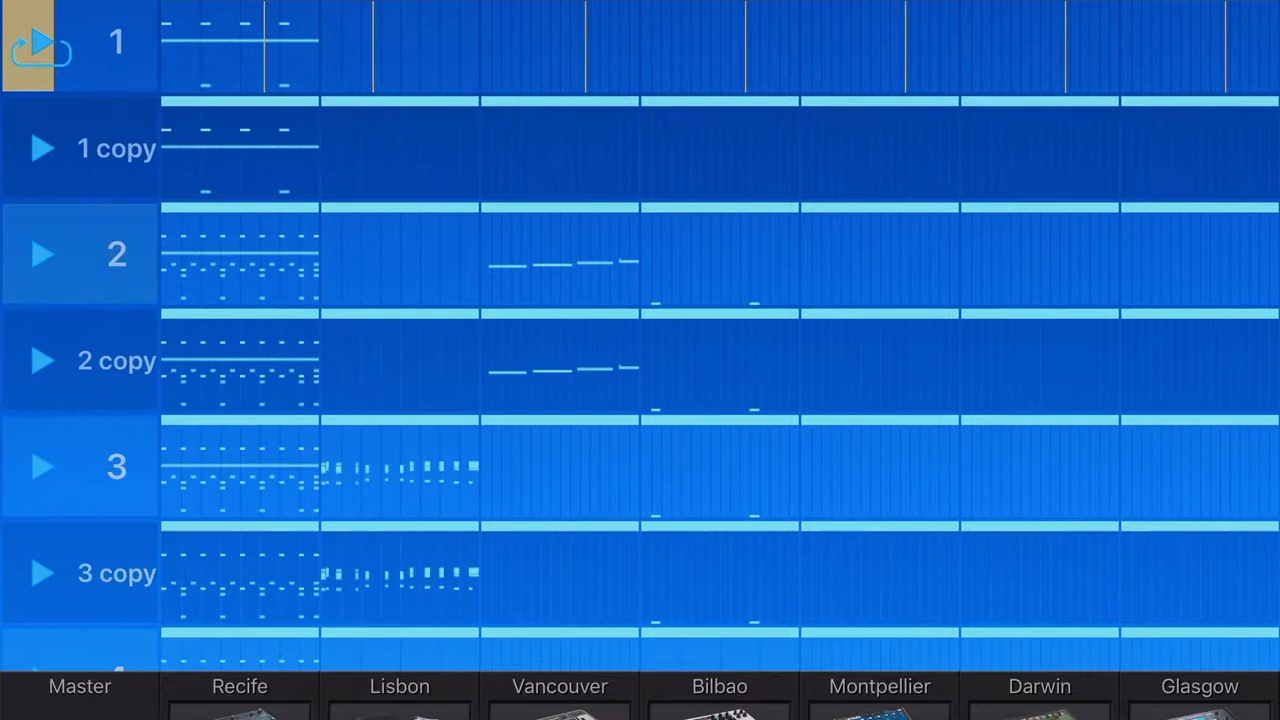 1
1 copy
2
2 copy
3
3 copy
Master Recife Lisbon Vancouver Bilbao Montpellier Darwin Glasgow